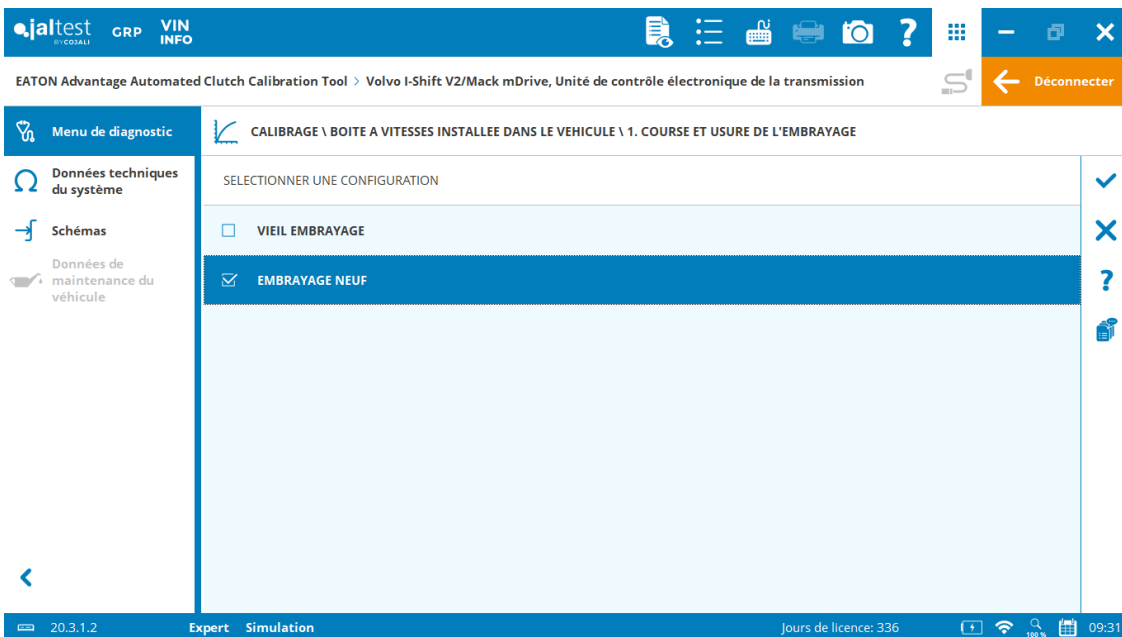 jaltest GRP VIN INFO
BY COJALI
EATON Advantage Automated Clutch Calibration Tool > Volvo I-Shift V2/Mack mDrive, Unité de contrôle électronique de la transmission
Déconnecter
Menu de diagnostic
CALIBRAGE \ BOITE A VITESSES INSTALLEE DANS LE VEHICULE \ 1. COURSE ET USURE DE L'EMBRAYAGE
Données techniques
du système
SELECTIONNER UNE CONFIGURATION
Schémas
VIEIL EMBRAYAGE
Données de
maintenance du
véhicule
EMBRAYAGE NEUF
20.3.1.2 Expert Simulation Jours de licence: 336 100 % 09:31